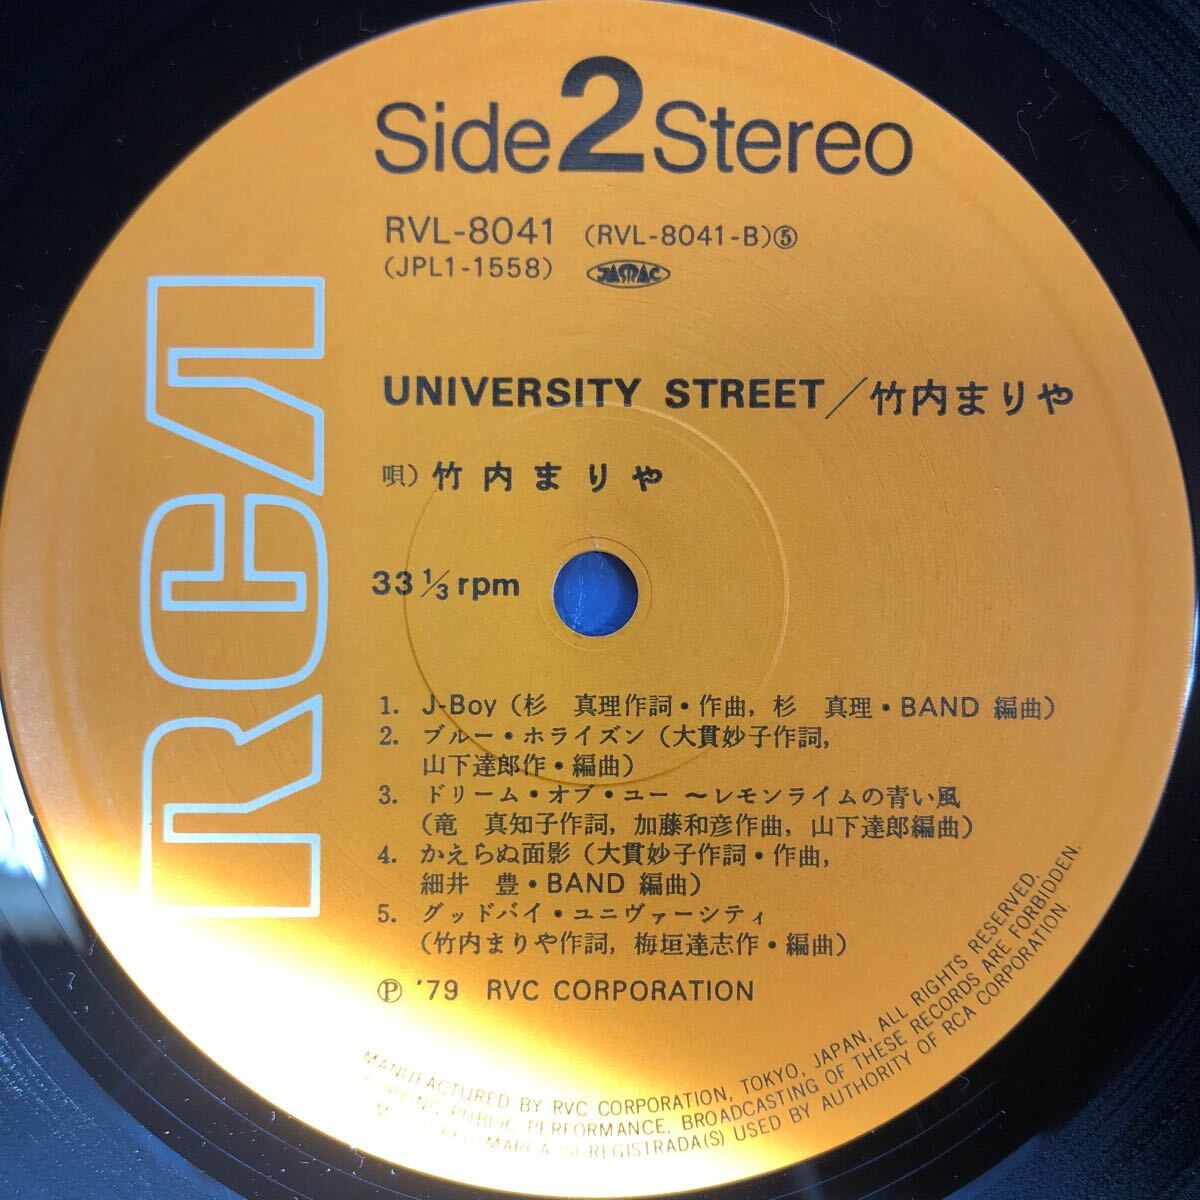 Side 2 Stereo
RVL-8041 (RVL-8041-B)⑤
(JPL1-1558) JASRAC
UNIVERSITY STREET／竹内まりや
唄）竹内まりや
33 1/3 rpm
RCA
1. J-Boy（杉　真理作詞・作曲, 杉　真理・BAND 編曲）
2. ブルー・ホライズン（大貫妙子作詞,
山下達郎作・編曲）
3. ドリーム・オブ・ユー 〜レモンライムの青い風
（竜　真知子作詞, 加藤和彦作曲, 山下達郎編曲）
4. かえらぬ面影（大貫妙子作詞・作曲,
細井　豊・BAND 編曲）
5. グッドバイ・ユニヴァーシティ
（竹内まりや作詞, 梅垣達志作・編曲）
Ⓟ '79 RVC CORPORATION
MANUFACTURED BY RVC CORPORATION, TOKYO, JAPAN, ALL RIGHTS RESERVED.
COPYING PUBLIC PERFORMANCE, BROADCASTING OF THESE RECORDS ARE FORBIDDEN.
MARCA(S) REGISTRADA(S) USED BY AUTHORITY OF RCA CORPORATION.